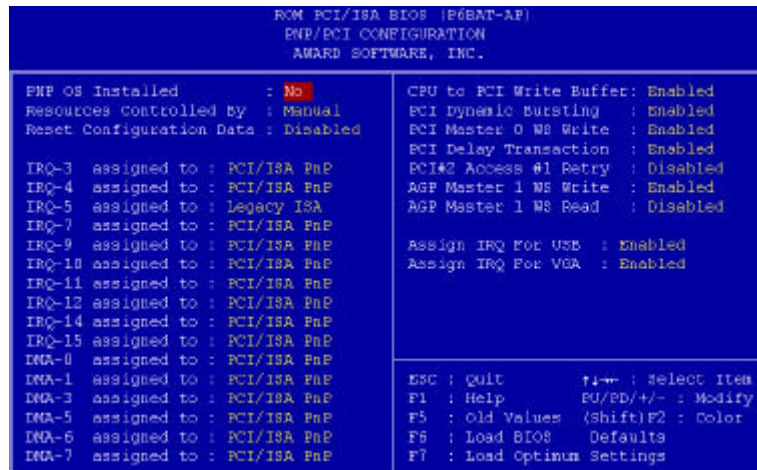 ROM PCI/ISA BIOS (P6BAT-AP)
PNP/PCI CONFIGURATION
AWARD SOFTWARE, INC.
PNP OS Installed : No
Resources Controlled By : Manual
Reset Configuration Data : Disabled
IRQ-3 assigned to : PCI/ISA PnP
IRQ-4 assigned to : PCI/ISA PnP
IRQ-5 assigned to : Legacy ISA
IRQ-7 assigned to : PCI/ISA PnP
IRQ-9 assigned to : PCI/ISA PnP
IRQ-10 assigned to : PCI/ISA PnP
IRQ-11 assigned to : PCI/ISA PnP
IRQ-12 assigned to : PCI/ISA PnP
IRQ-14 assigned to : PCI/ISA PnP
IRQ-15 assigned to : PCI/ISA PnP
DMA-0 assigned to : PCI/ISA PnP
DMA-1 assigned to : PCI/ISA PnP
DMA-3 assigned to : PCI/ISA PnP
DMA-5 assigned to : PCI/ISA PnP
DMA-6 assigned to : PCI/ISA PnP
DMA-7 assigned to : PCI/ISA PnP
CPU to PCI Write Buffer: Enabled
PCI Dynamic Bursting : Enabled
PCI Master 0 WS Write : Enabled
PCI Delay Transaction : Enabled
PCI#2 Access #1 Retry : Disabled
AGP Master 1 WS Write : Enabled
AGP Master 1 WS Read : Disabled
Assign IRQ For USB : Enabled
Assign IRQ For VGA : Enabled
ESC : Quit ↑↓→← : Select Item
F1 : Help PU/PD/+/- : Modify
F5 : Old Values (Shift)F2 : Color
F6 : Load BIOS Defaults
F7 : Load Optimum Settings